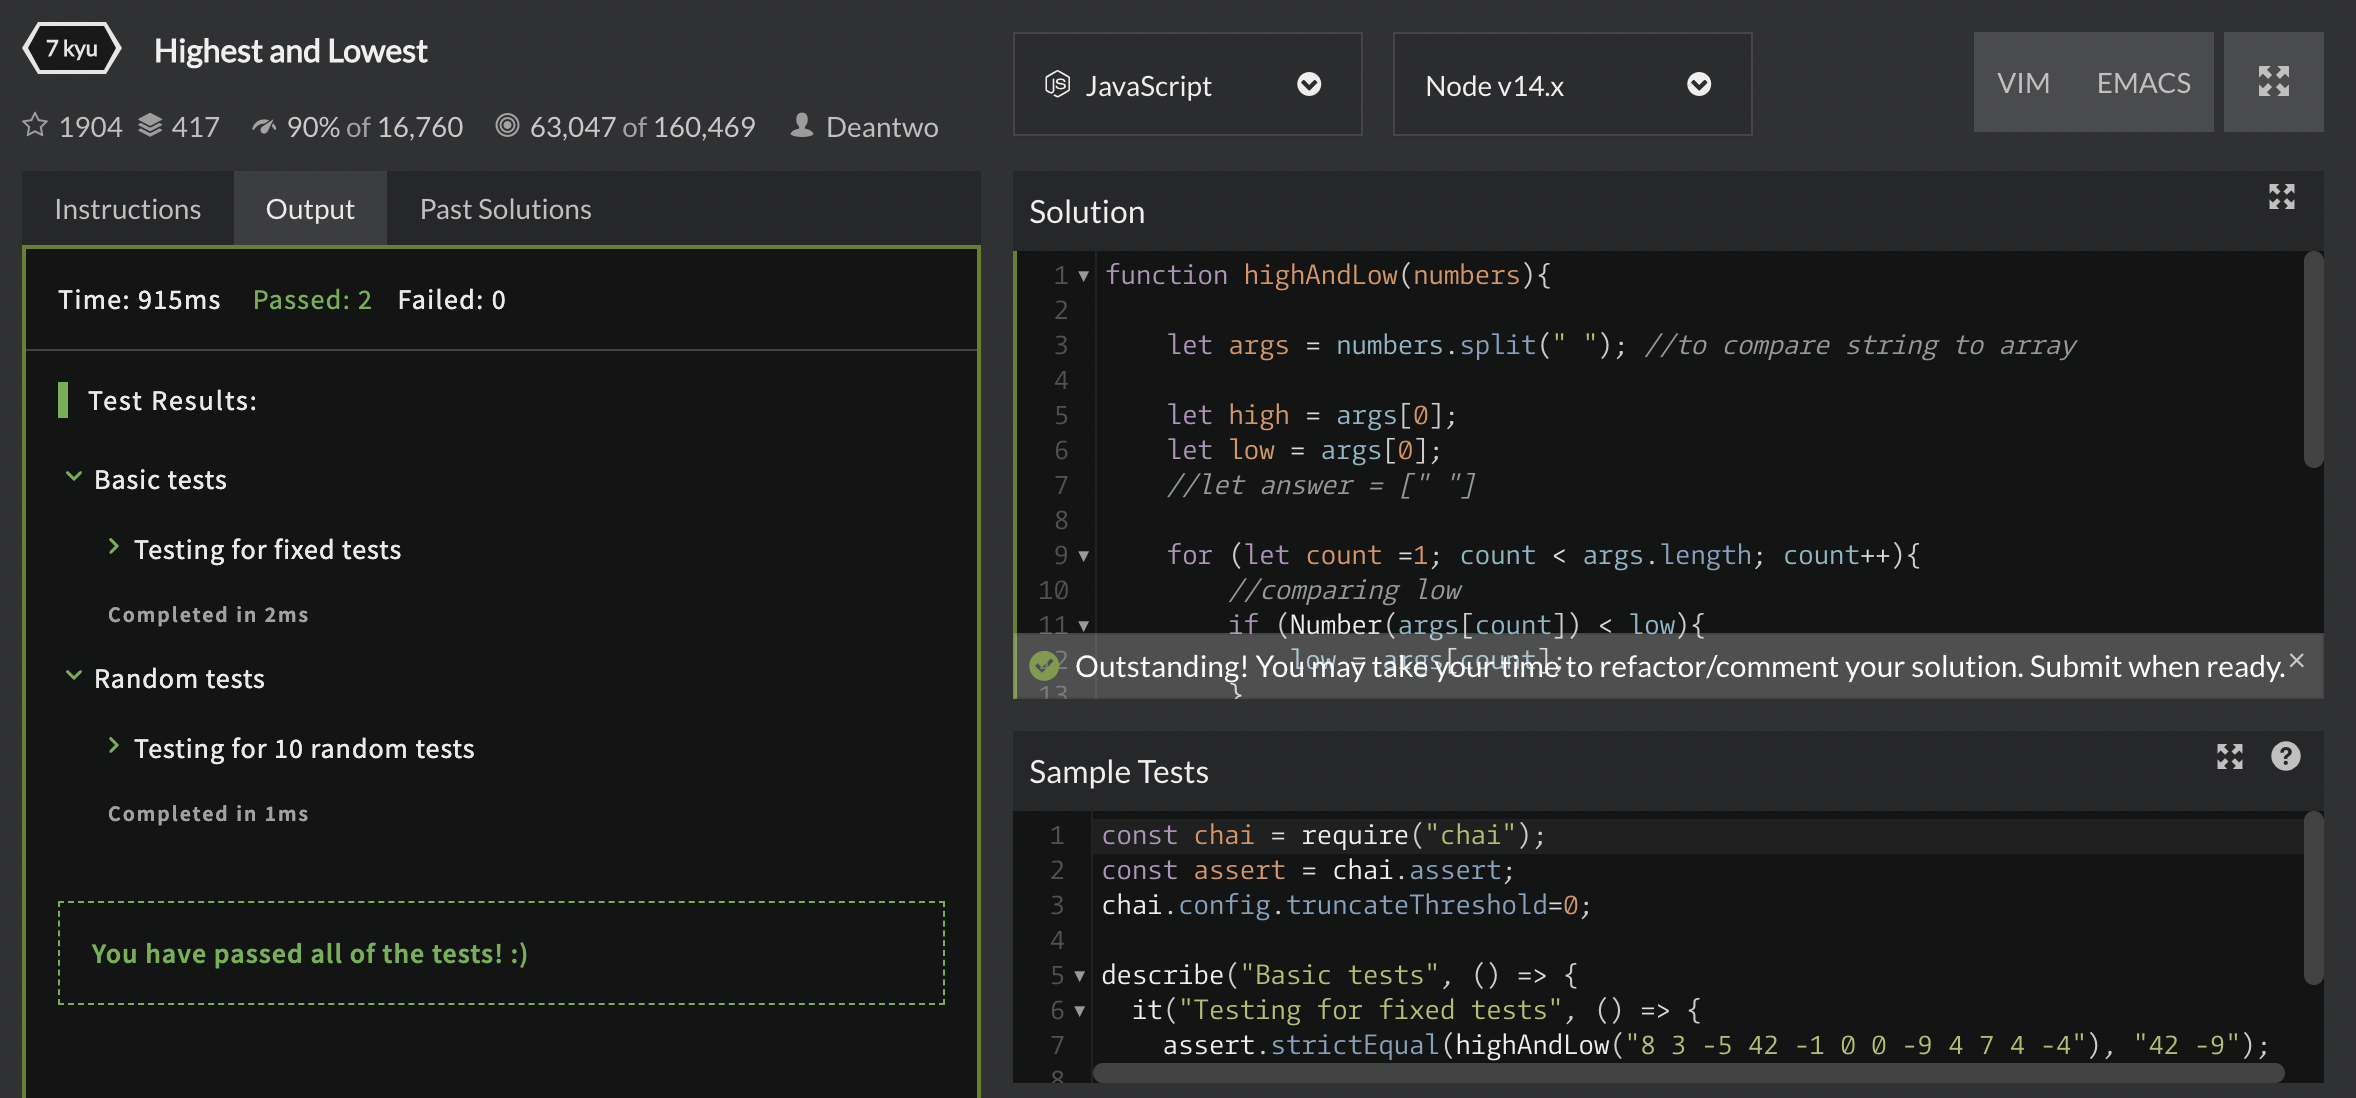 7 kyu
Highest and Lowest
1904 417 90% of 16,760 63,047 of 160,469 Deantwo
JavaScript
Node v14.x
VIM EMACS
Instructions Output Past Solutions
Time: 915ms Passed: 2 Failed: 0
Test Results:
Basic tests
Testing for fixed tests
Completed in 2ms
Random tests
Testing for 10 random tests
Completed in 1ms
You have passed all of the tests! :)
Solution
1 function highAndLow(numbers){
2
3 let args = numbers.split(" "); //to compare string to array
4
5 let high = args[0];
6 let low = args[0];
7 //let answer = [" "]
8
9 for (let count =1; count < args.length; count++){
10 //comparing low
11 if (Number(args[count]) < low){
12 low = args[count];
Outstanding! You may take your time to refactor/comment your solution. Submit when ready. ×
13 }
Sample Tests
1 const chai = require("chai");
2 const assert = chai.assert;
3 chai.config.truncateThreshold=0;
4
5 describe("Basic tests", () => {
6 it("Testing for fixed tests", () => {
7 assert.strictEqual(highAndLow("8 3 -5 42 -1 0 0 -9 4 7 4 -4"), "42 -9");
8